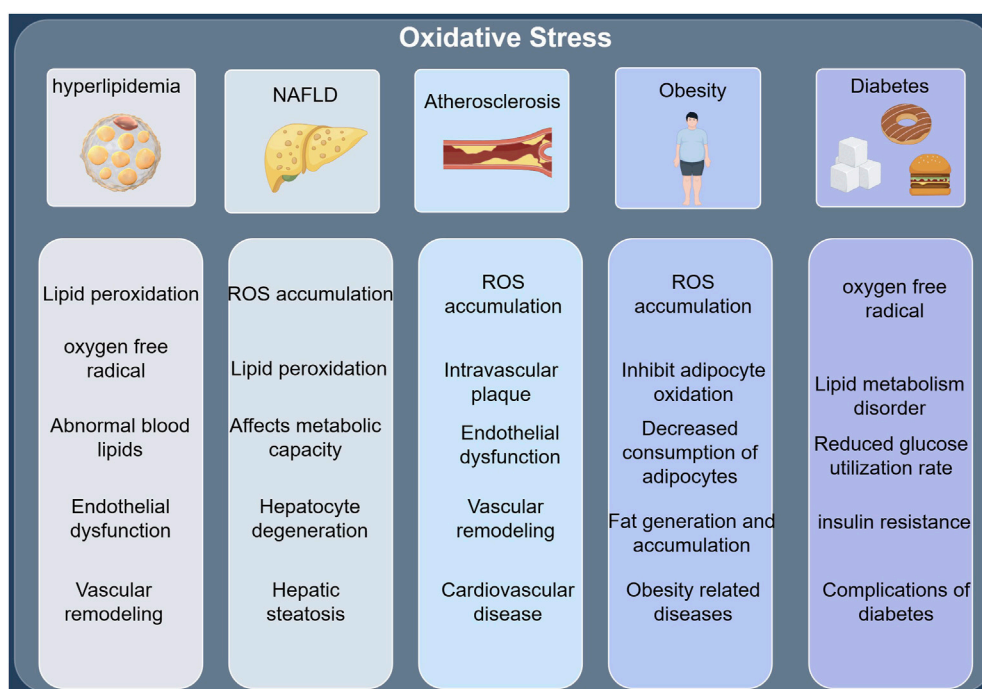 Oxidative Stress
hyperlipidemia
NAFLD
Atherosclerosis
Obesity
Diabetes
Lipid peroxidation
oxygen free
radical
Abnormal blood
lipids
Endothelial
dysfunction
Vascular
remodeling
ROS accumulation
Lipid peroxidation
Affects metabolic
capacity
Hepatocyte
degeneration
Hepatic
steatosis
ROS
accumulation
Intravascular
plaque
Endothelial
dysfunction
Vascular
remodeling
Cardiovascular
disease
ROS
accumulation
Inhibit adipocyte
oxidation
Decreased
consumption of
adipocytes
Fat generation and
accumulation
Obesity related
diseases
oxygen free
radical
Lipid metabolism
disorder
Reduced glucose
utilization rate
insulin resistance
Complications of
diabetes